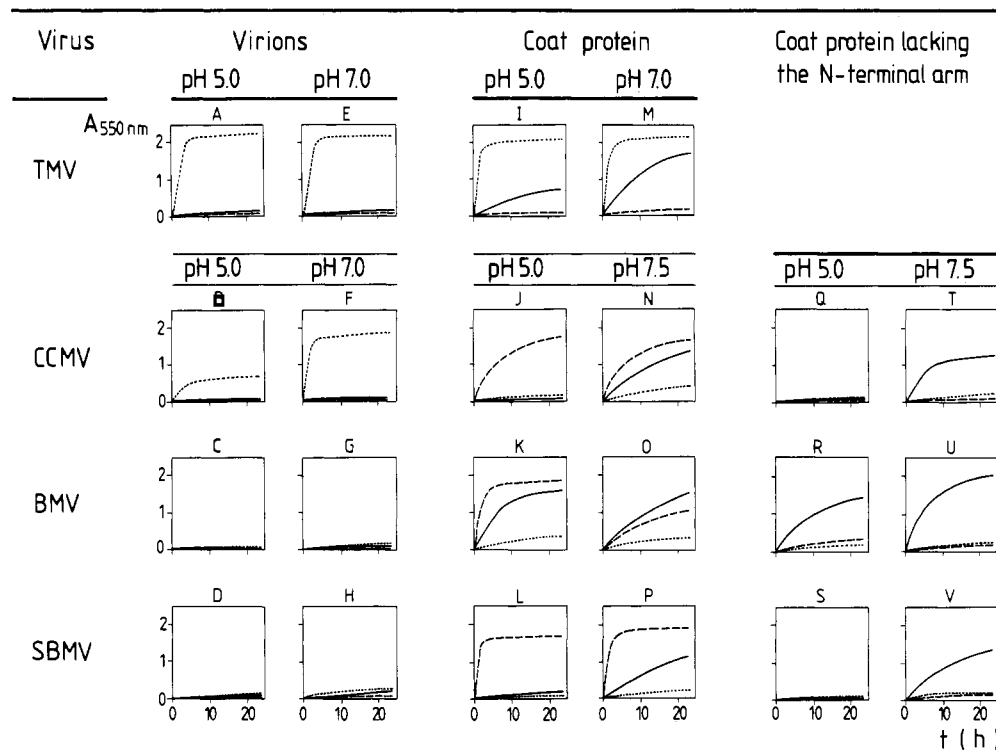 Virus Virions Coat protein Coat protein lacking
the N-terminal arm
pH 5.0 pH 7.0 pH 5.0 pH 7.0
A550nm A E I M
TMV
2
1
0
pH 5.0 pH 7.0 pH 5.0 pH 7.5 pH 5.0 pH 7.5
F J N Q T
CCMV
2
1
0
C G K O R U
BMV
2
1
0
D H L P S V
SBMV
2
1
0
0 10 20 0 10 20 0 10 20 0 10 20 0 10 20 0 10 20
t (h)